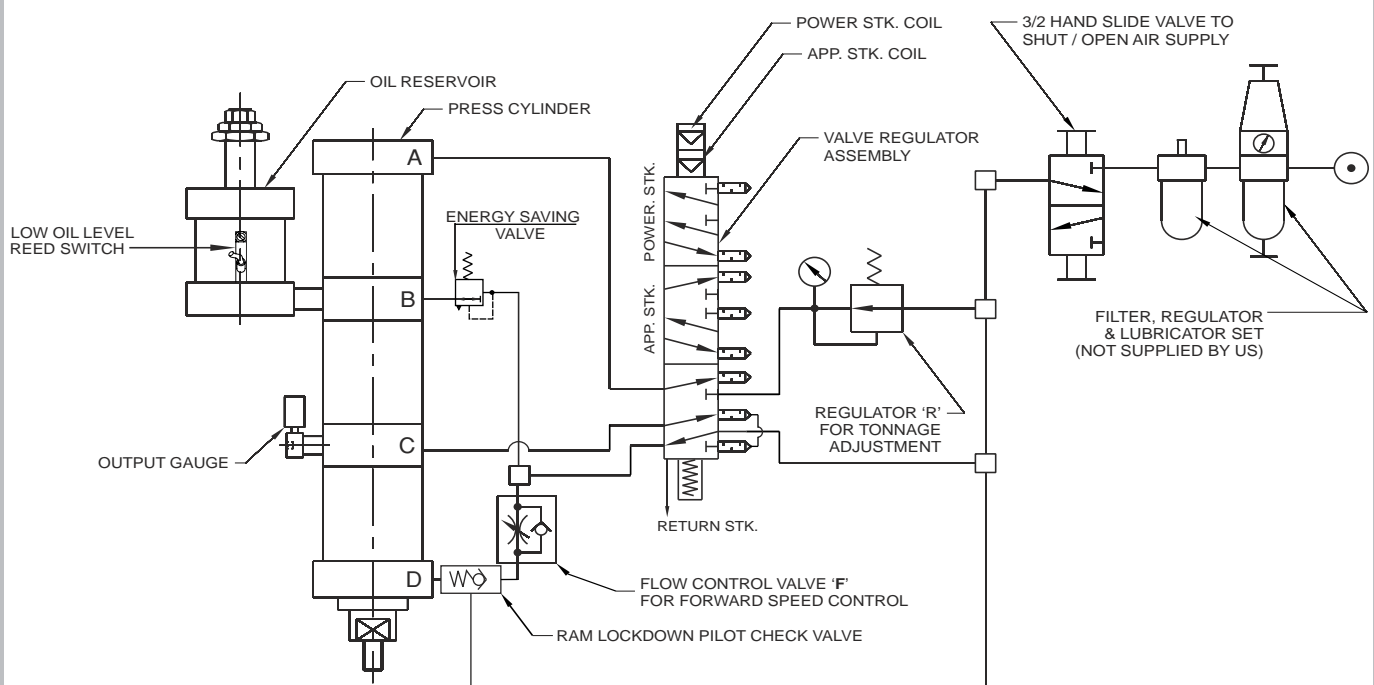 POWER STK. COIL
APP. STK. COIL
3/2 HAND SLIDE VALVE TO
SHUT / OPEN AIR SUPPLY
OIL RESERVOIR
PRESS CYLINDER
VALVE REGULATOR
ASSEMBLY
A
POWER. STK.
ENERGY SAVING
VALVE
LOW OIL LEVEL
REED SWITCH
B
APP. STK.
FILTER, REGULATOR
& LUBRICATOR SET
(NOT SUPPLIED BY US)
REGULATOR ‘R’
FOR TONNAGE
ADJUSTMENT
C
OUTPUT GAUGE
RETURN STK.
D
FLOW CONTROL VALVE ‘F’
FOR FORWARD SPEED CONTROL
RAM LOCKDOWN PILOT CHECK VALVE